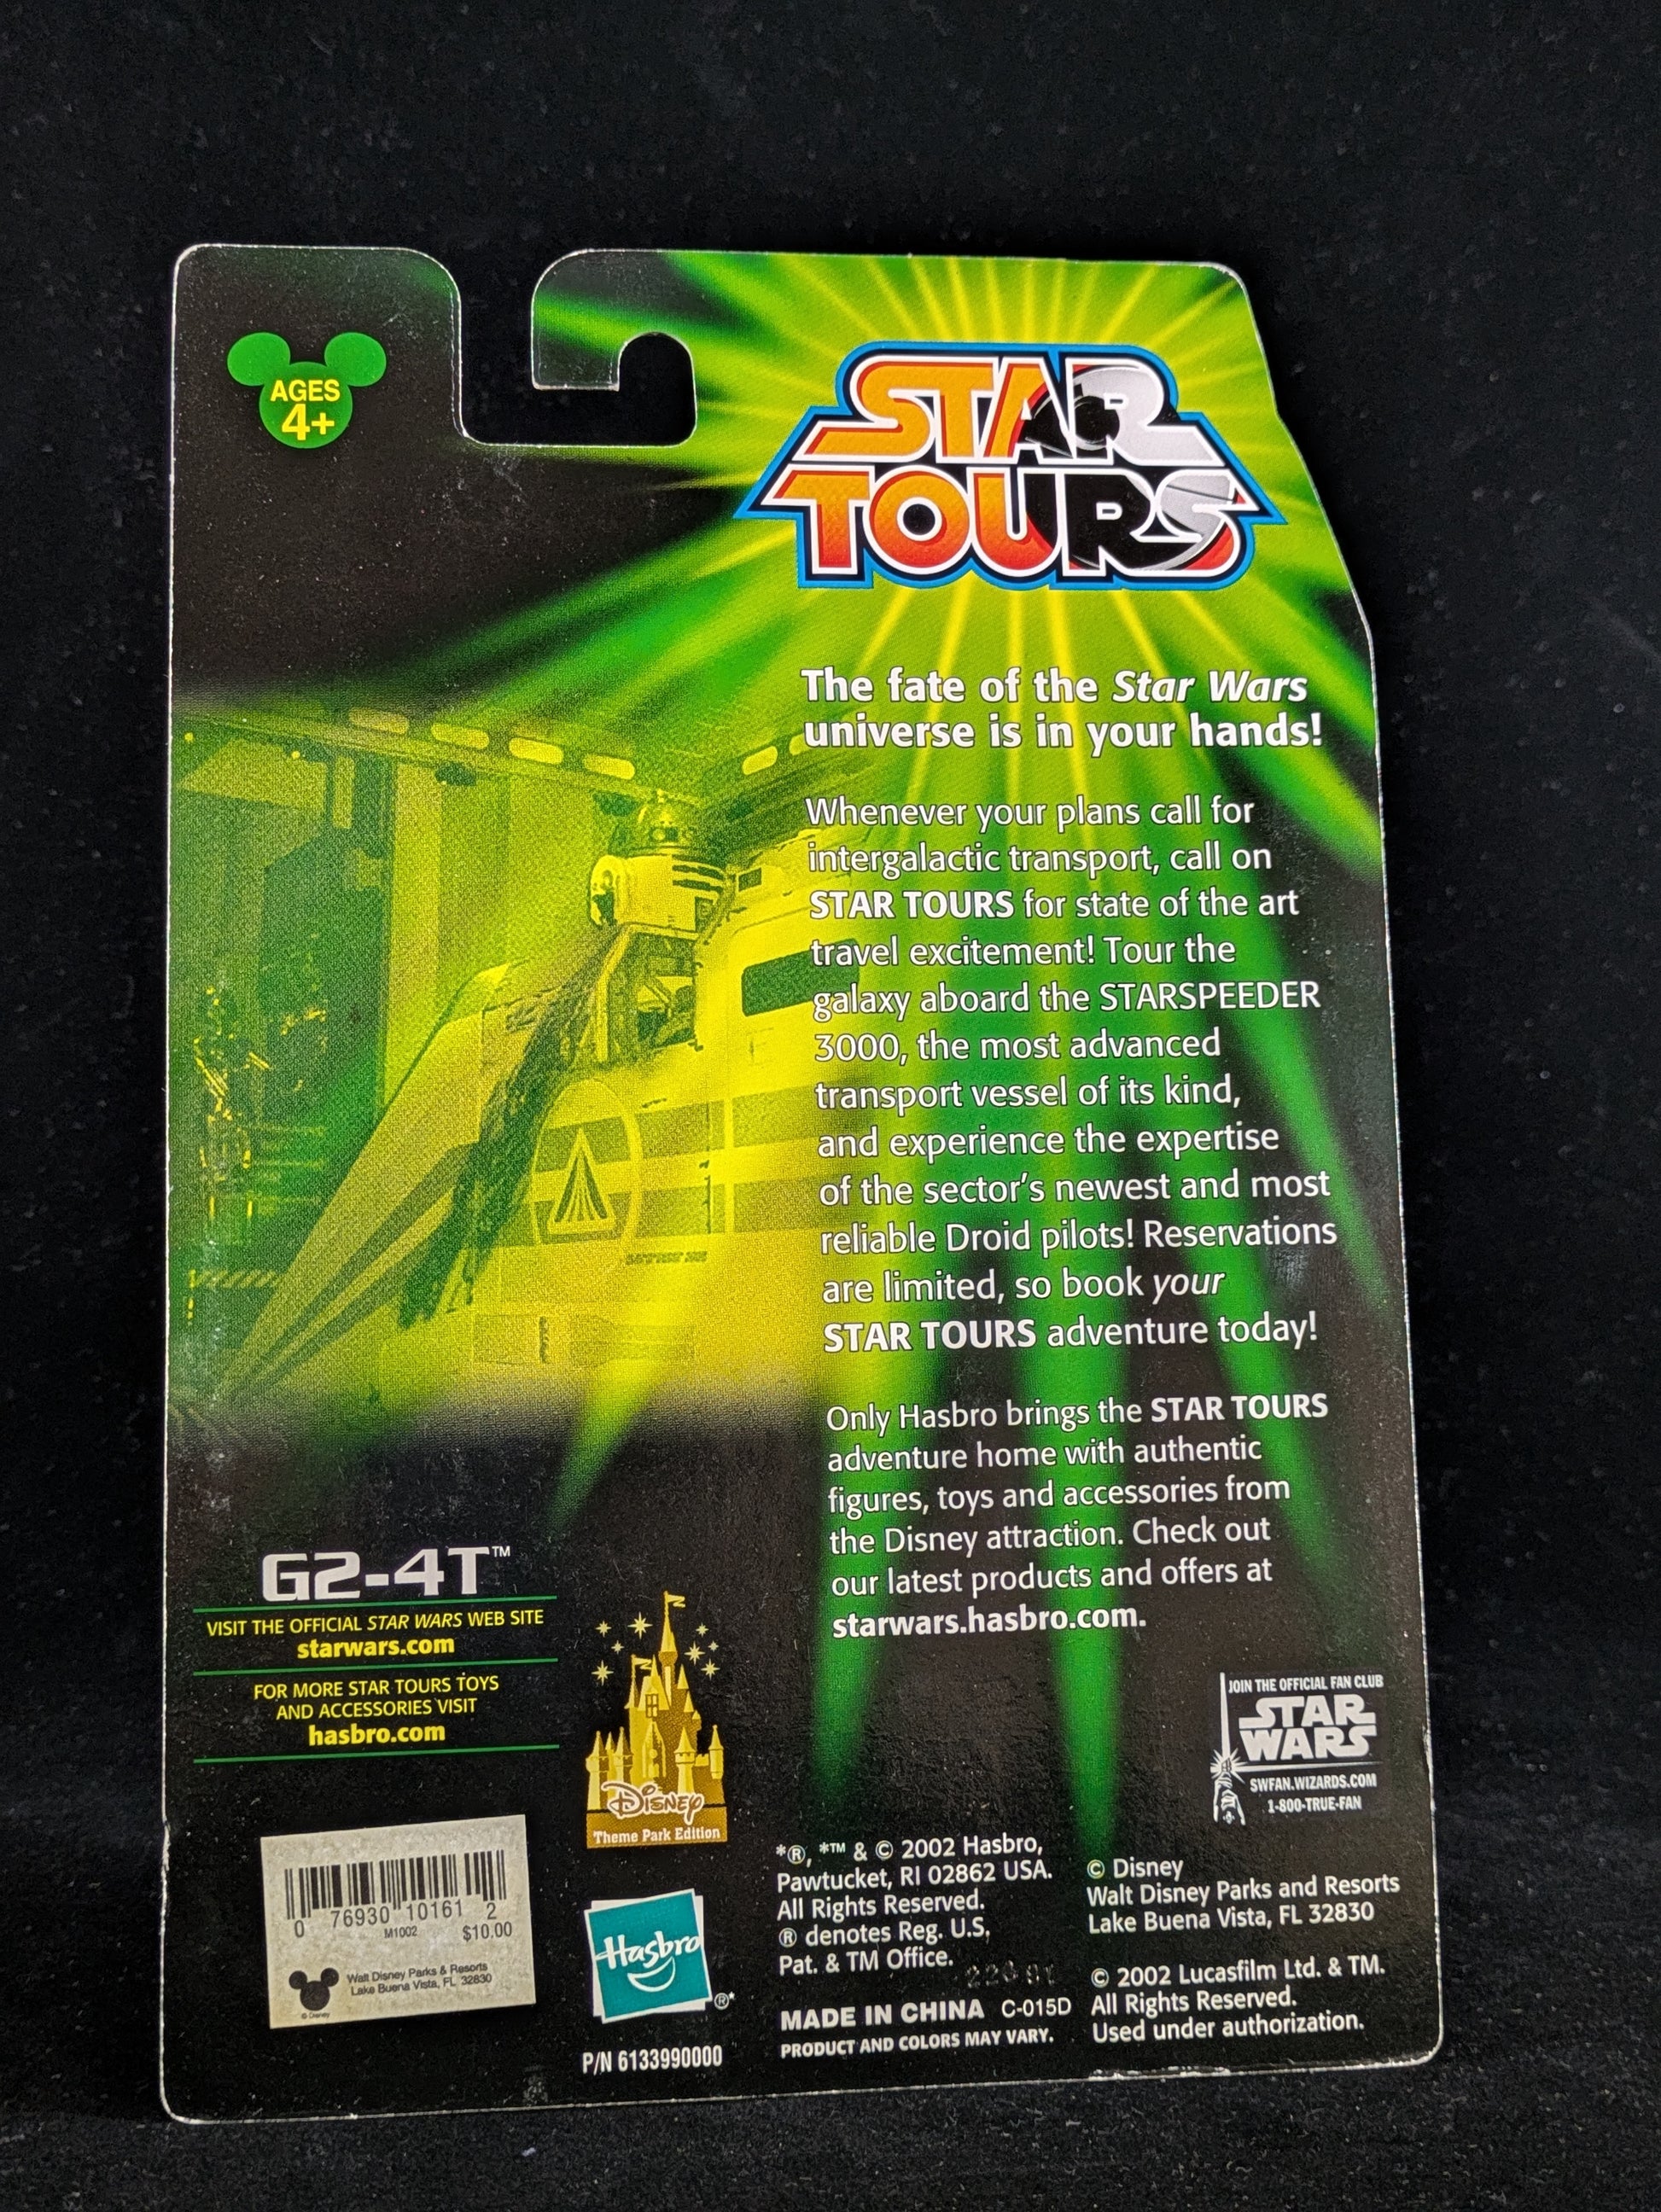 AGES
4+
STAR
TOURS
The fate of the Star Wars
universe is in your hands!
Whenever your plans call for
intergalactic transport, call on
STAR TOURS for state of the art
travel excitement! Tour the
galaxy aboard the STARSPEEDER
3000, the most advanced
transport vessel of its kind,
and experience the expertise
of the sector's newest and most
reliable Droid pilots! Reservations
are limited, so book your
STAR TOURS adventure today!
Only Hasbro brings the STAR TOURS
adventure home with authentic
figures, toys and accessories from
the Disney attraction. Check out
our latest products and offers at
starwars.hasbro.com.
G2-4T™
VISIT THE OFFICIAL STAR WARS WEB SITE
starwars.com
FOR MORE STAR TOURS TOYS
AND ACCESSORIES VISIT
hasbro.com
Disney
Theme Park Edition
JOIN THE OFFICIAL FAN CLUB
STAR
WARS
SWFAN.WIZARDS.COM
1-800-TRUE-FAN
0 76930 10161 2
M1002 $10.00
Walt Disney Parks & Resorts
Lake Buena Vista, FL 32830
© Disney
Hasbro
®*
P/N 6133990000
*®, *™ & © 2002 Hasbro,
Pawtucket, RI 02862 USA.
All Rights Reserved.
® denotes Reg. U.S.
Pat. & TM Office.
MADE IN CHINA C-015D
PRODUCT AND COLORS MAY VARY.
© Disney
Walt Disney Parks and Resorts
Lake Buena Vista, FL 32830
© 2002 Lucasfilm Ltd. & TM.
All Rights Reserved.
Used under authorization.